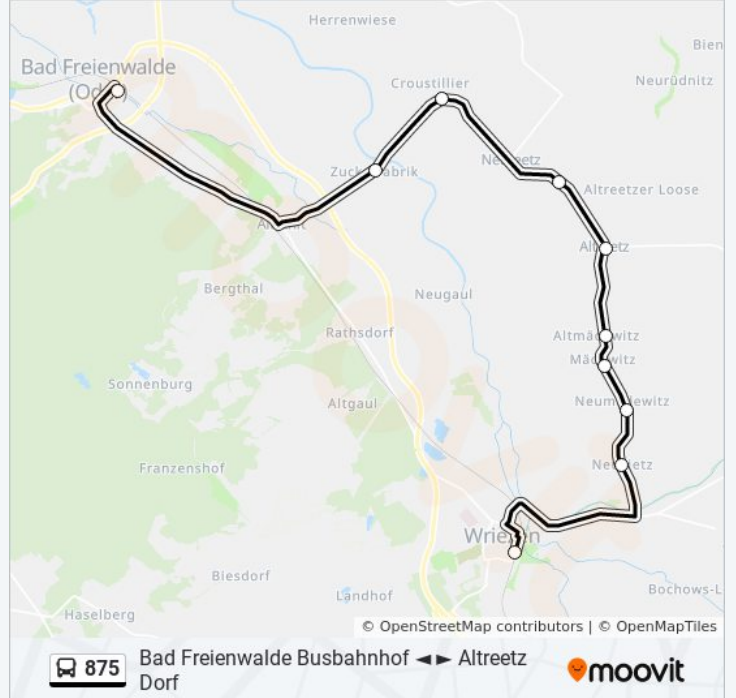 Herrenwiese
Bien
Bad Freienwalde
Croustillier
Neurüdnitz
Altreetzer Loose
Bergthal
Neugaul
Rathsdorf
Sonnenburg
Altgaul
Franzenshof
Biesdorf
Landhof
Bochows-L
Haselberg
© OpenStreetMap contributors | © OpenMapTiles
875
Bad Freienwalde Busbahnhof ◄ ► Altreetz
Dorf
moovit